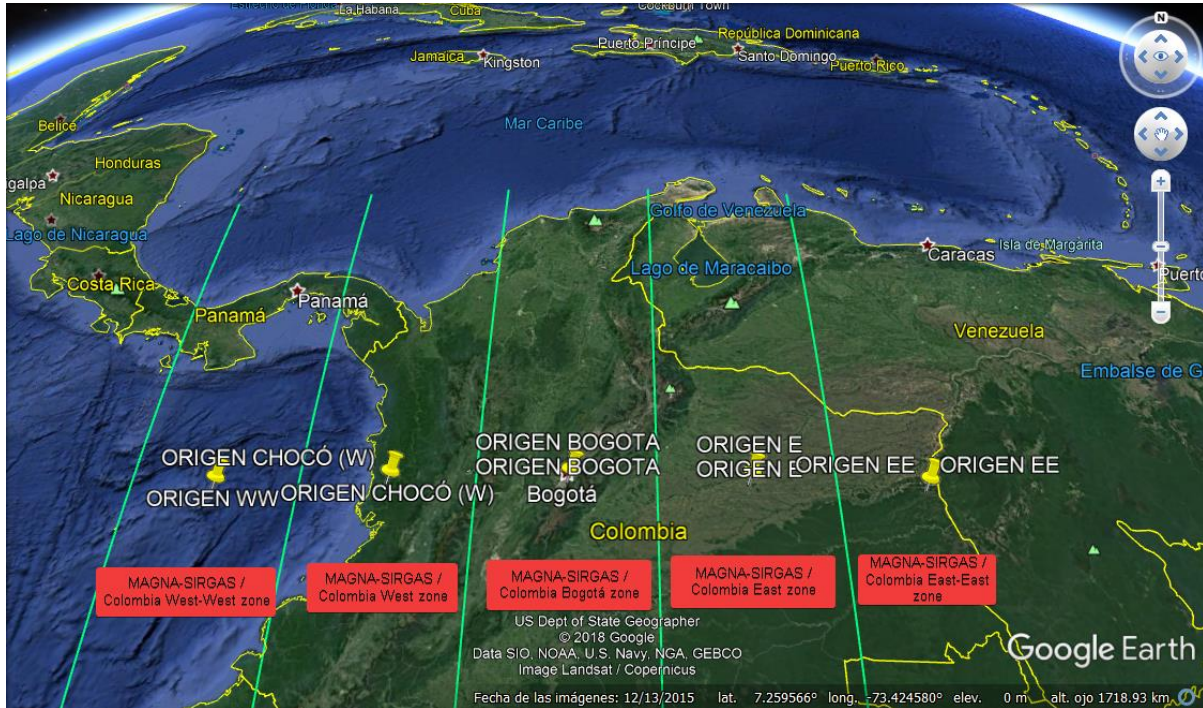 Estrecho de Florida
La Habana
Cuba
Cockburn Town
República Dominicana
Puerto Príncipe
Santo Domingo
Jamaica
Kingston
Puerto Rico
N
Belice
Mar Caribe
Honduras
galpa
Nicaragua
Lago de Nicaragua
Golfo de Venezuela
Caracas
Isla de Margarita
Lago de Maracaibo
Puerto
Costa Rica
Panamá
Panamá
Venezuela
Embalse de G
ORIGEN CHOCÓ (W)
ORIGEN BOGOTA
ORIGEN E
ORIGEN BOGOTA
ORIGEN E
ORIGEN EE
ORIGEN EE
ORIGEN WW
ORIGEN CHOCÓ (W)
Bogotá
Colombia
MAGNA-SIRGAS /
Colombia West-West zone
MAGNA-SIRGAS /
Colombia West zone
MAGNA-SIRGAS /
Colombia Bogotá zone
MAGNA-SIRGAS /
Colombia East zone
MAGNA-SIRGAS /
Colombia East-East
zone
US Dept of State Geographer
© 2018 Google
Data SIO, NOAA, U.S. Navy, NGA, GEBCO
Image Landsat / Copernicus
Google Earth
Fecha de las imágenes: 12/13/2015 lat. 7.259566° long. -73.424580° elev. 0 m alt. ojo 1718.93 km